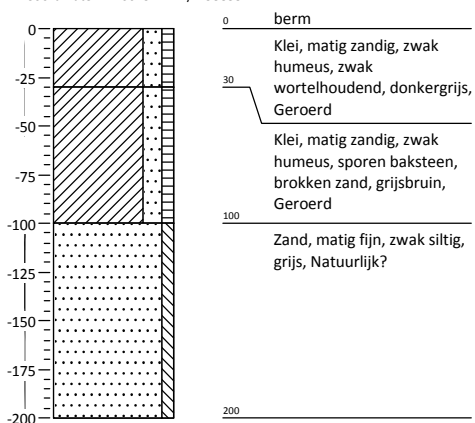 0
-25
-50
-75
-100
-125
-150
-175
-200
0
berm
Klei, matig zandig, zwak
humeus, zwak
wortelhoudend, donkergrijs,
Geroerd
30
Klei, matig zandig, zwak
humeus, sporen baksteen,
brokken zand, grijsbruin,
Geroerd
100
Zand, matig fijn, zwak siltig,
grijs, Natuurlijk?
200